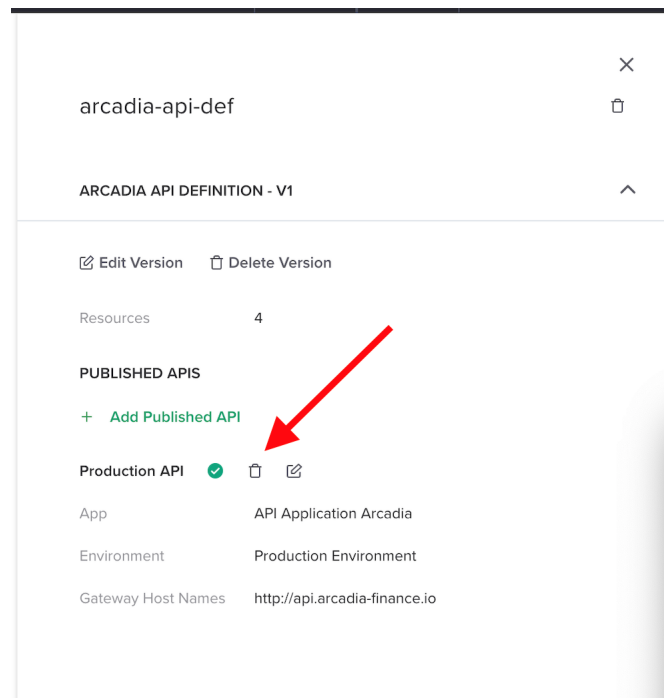 arcadia-api-def
ARCADIA API DEFINITION - V1
Edit Version Delete Version
Resources 4
PUBLISHED APIS
+ Add Published API
Production API
App API Application Arcadia
Environment Production Environment
Gateway Host Names http://api.arcadia-finance.io